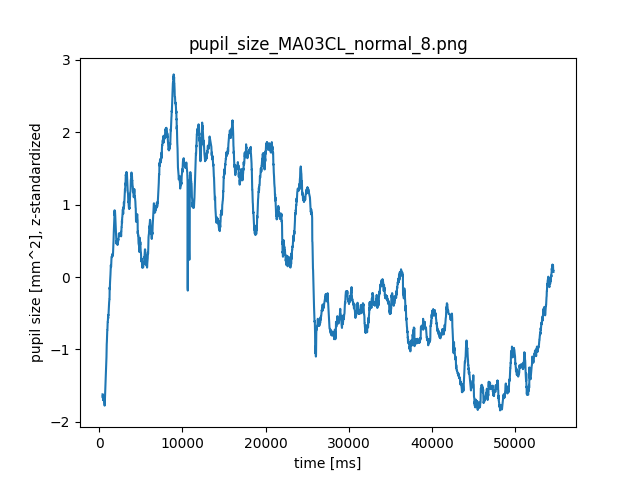 pupil_size_MA03CL_normal_8.png
3
2
1
0
−1
−2
pupil size [mm^2], z-standardized
0 10000 20000 30000 40000 50000
time [ms]